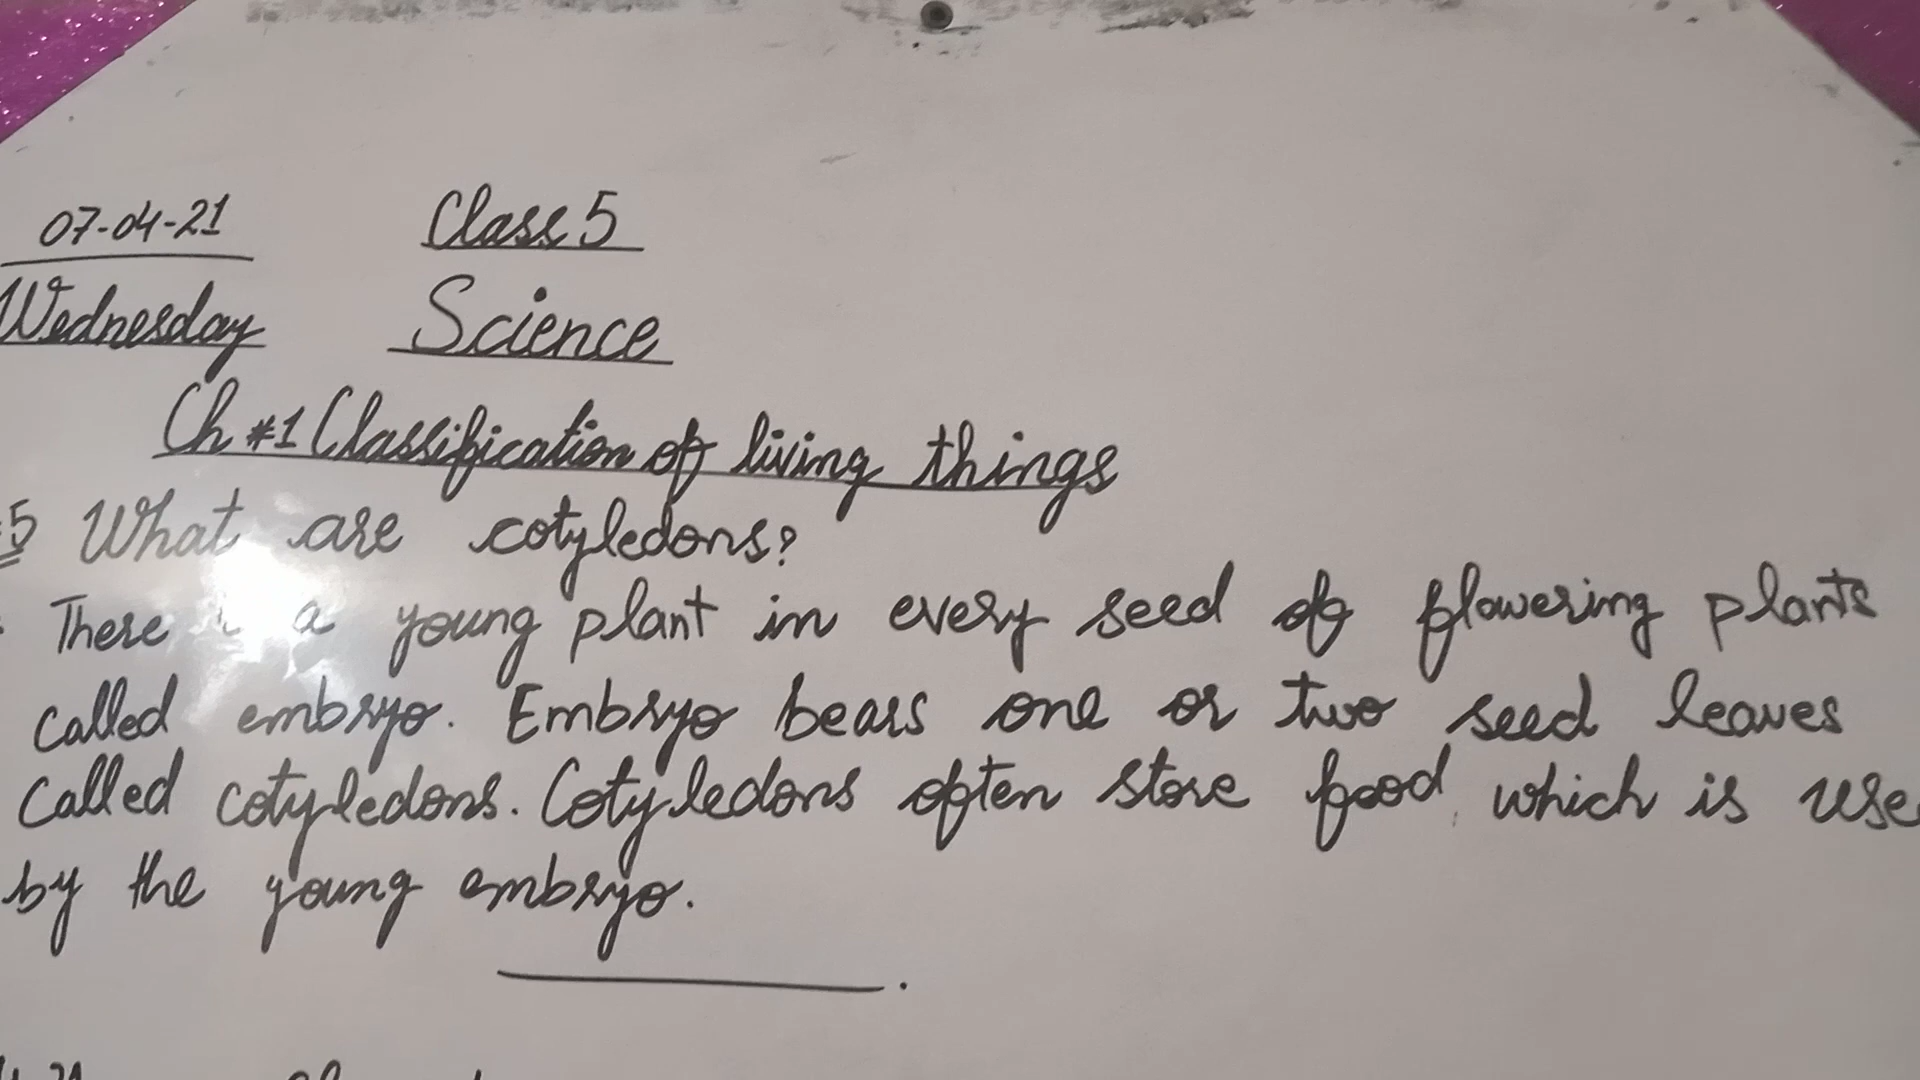 07-04-21 Class 5
Wednesday Science
Ch #1 Classification of living things
5 What are cotyledons?
There a young plant in every seed of flowering plants
called embryo. Embryo bears one or two seed leaves
called cotyledons. Cotyledons often store food, which is use
by the young embryo.